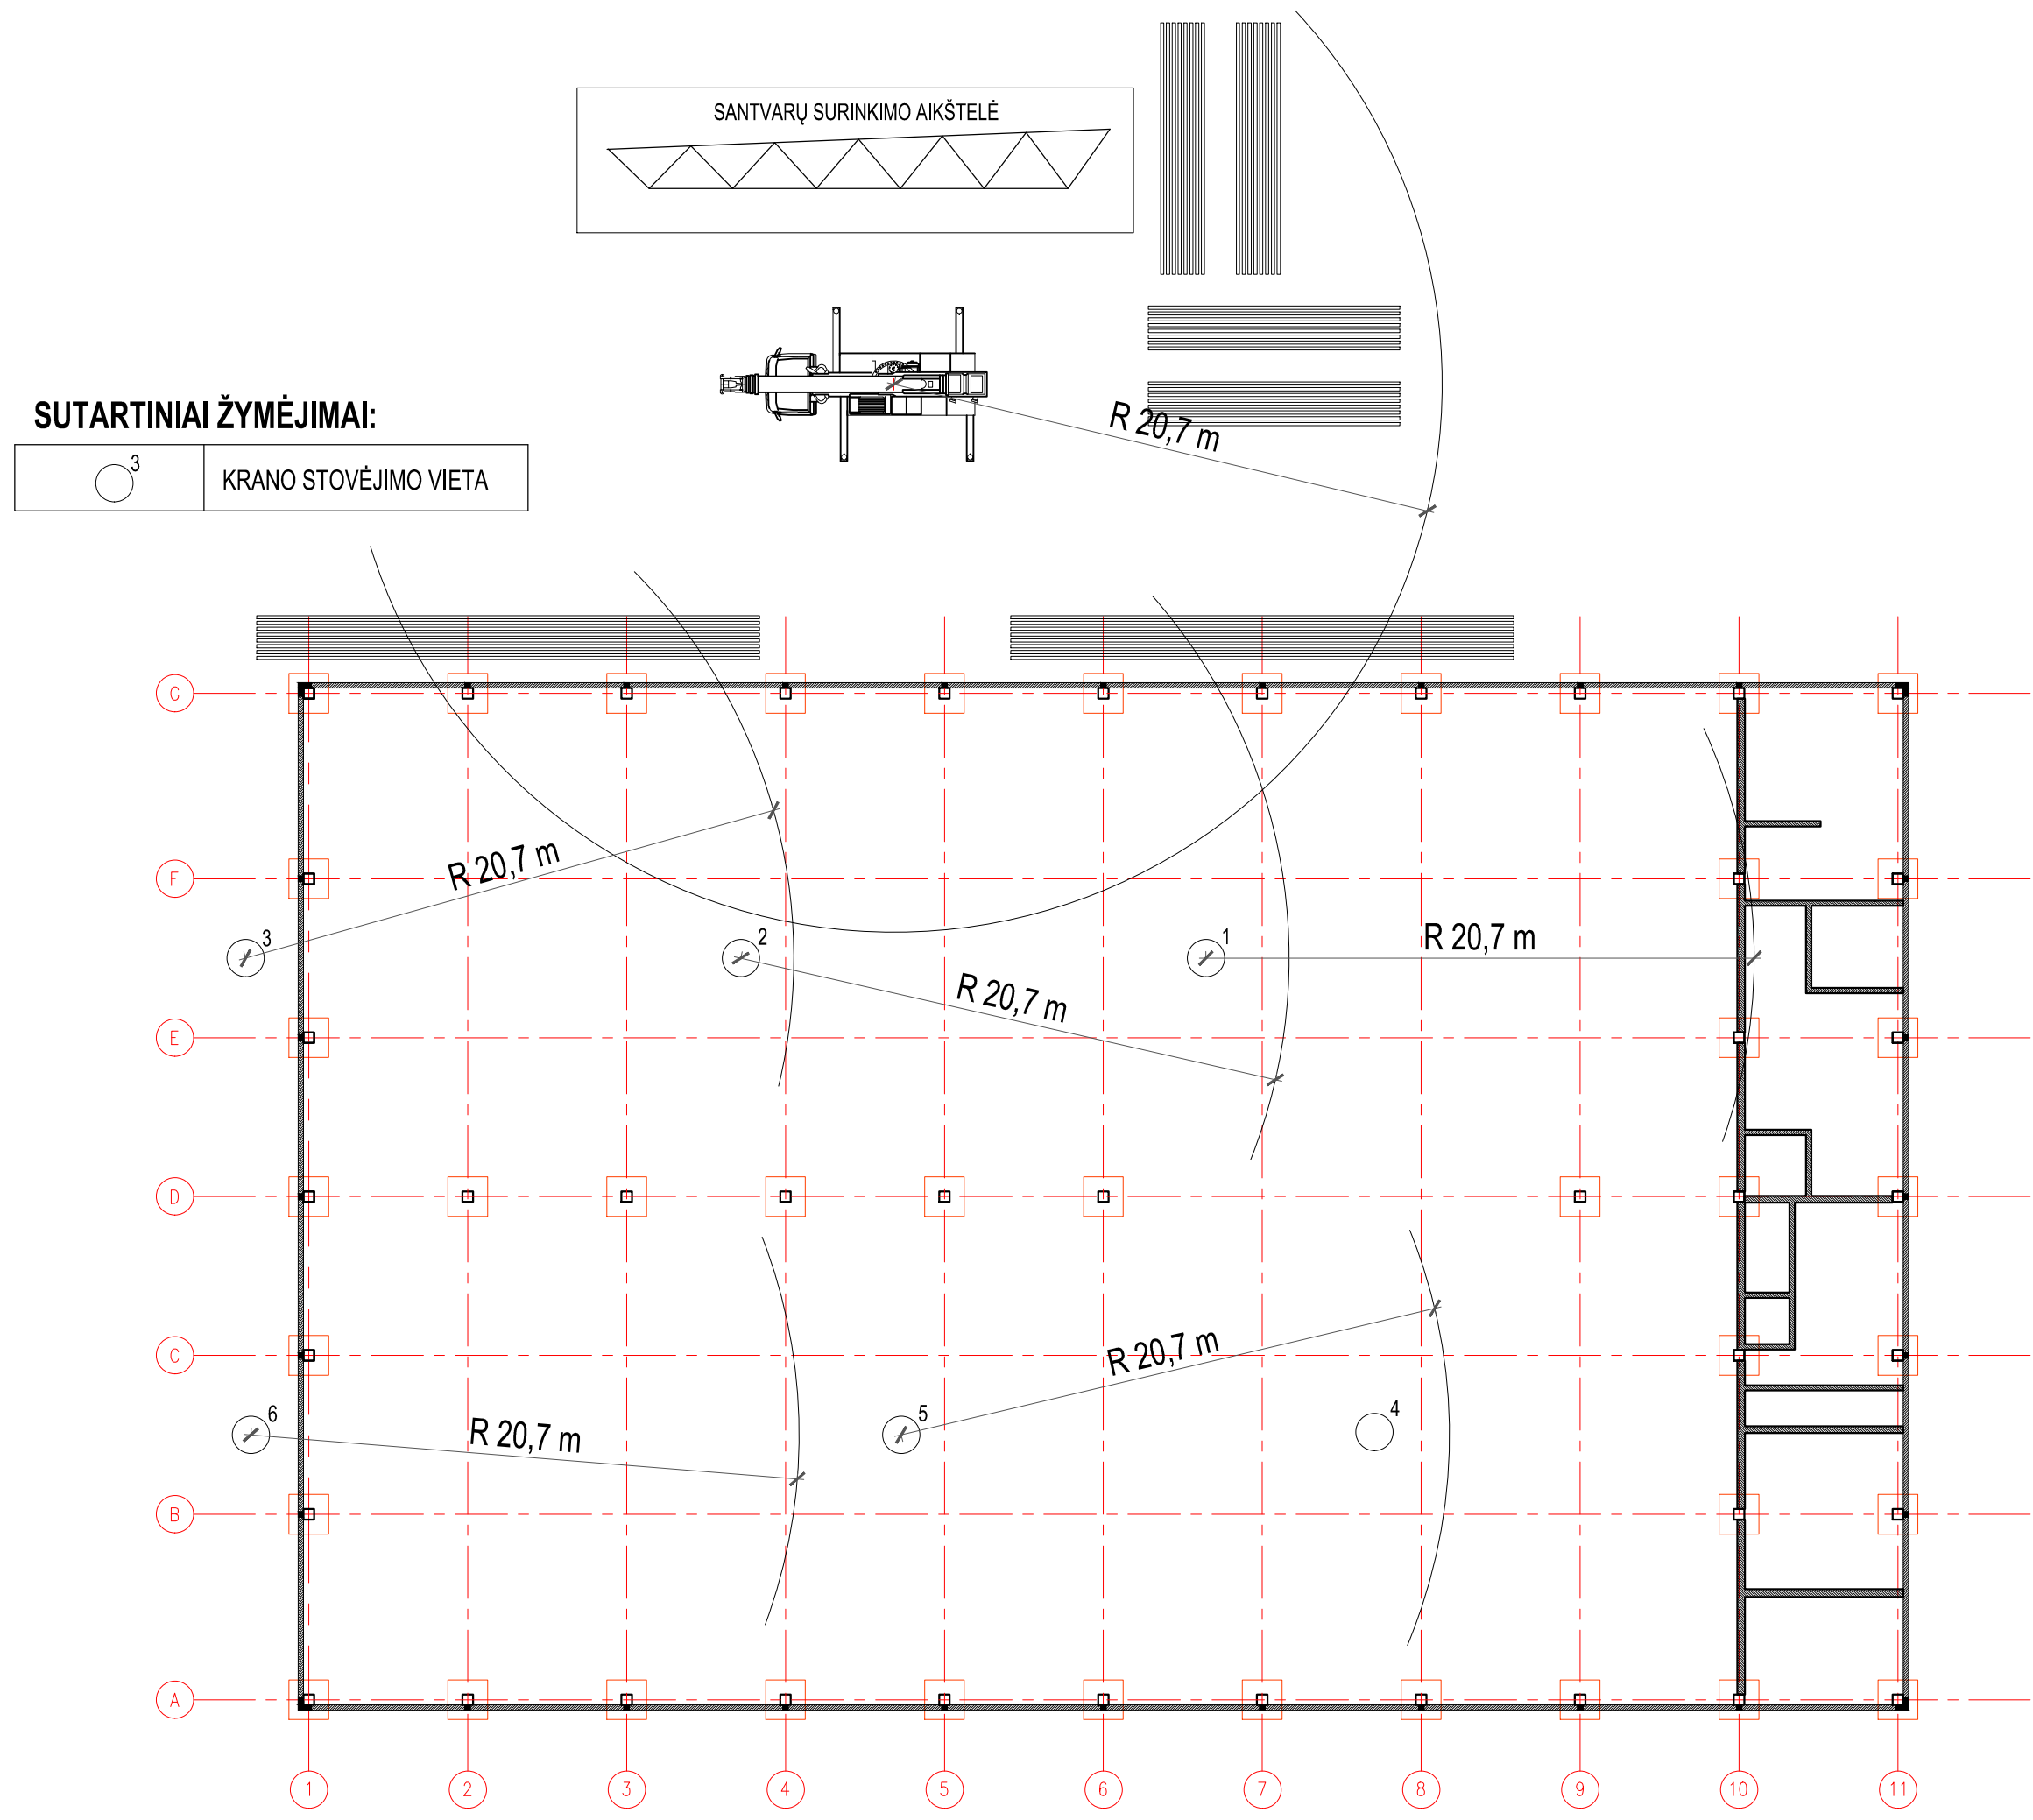 SANTVARŲ SURINKIMO AIKŠTELĖ
R 20,7 m
SUTARTINIAI ŽYMĖJIMAI:
3
KRANO STOVĖJIMO VIETA
G
R 20,7 m
F
3
2
1
R 20,7 m
R 20,7 m
E
D
C
R 20,7 m
6
R 20,7 m
5
4
B
A
1
2
3
4
5
6
7
8
9
10
11